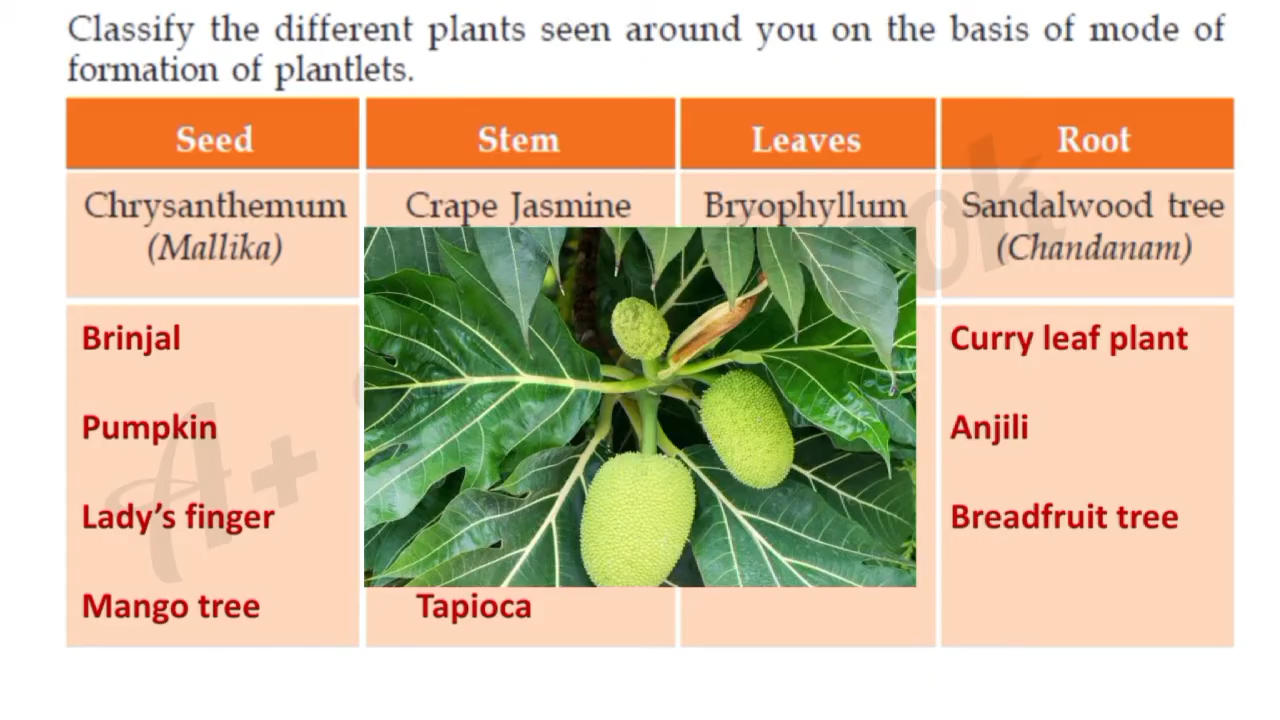 Classify the different plants seen around you on the basis of mode of
formation of plantlets.
Seed Stem Leaves Root
Chrysanthemum Crape Jasmine Bryophyllum Sandalwood tree
(Mallika) (Chandanam)
Brinjal Curry leaf plant
Pumpkin Anjili
Lady's finger Breadfruit tree
Mango tree Tapioca